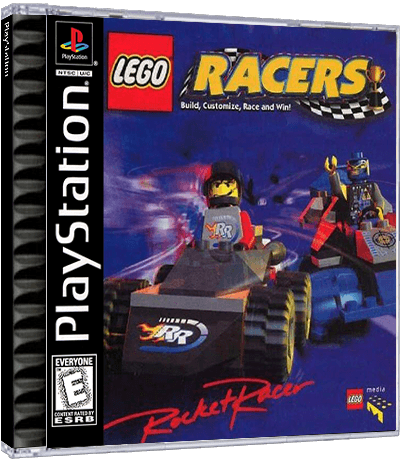 PlayStation
PlayStation
NTSC U/C
PlayStation
LEGO
RACERS
Build, Customize, Race and Win!
RR
RR
EVERYONE
E
CONTENT RATED BY
ESRB
Rocket Racer
LEGO media